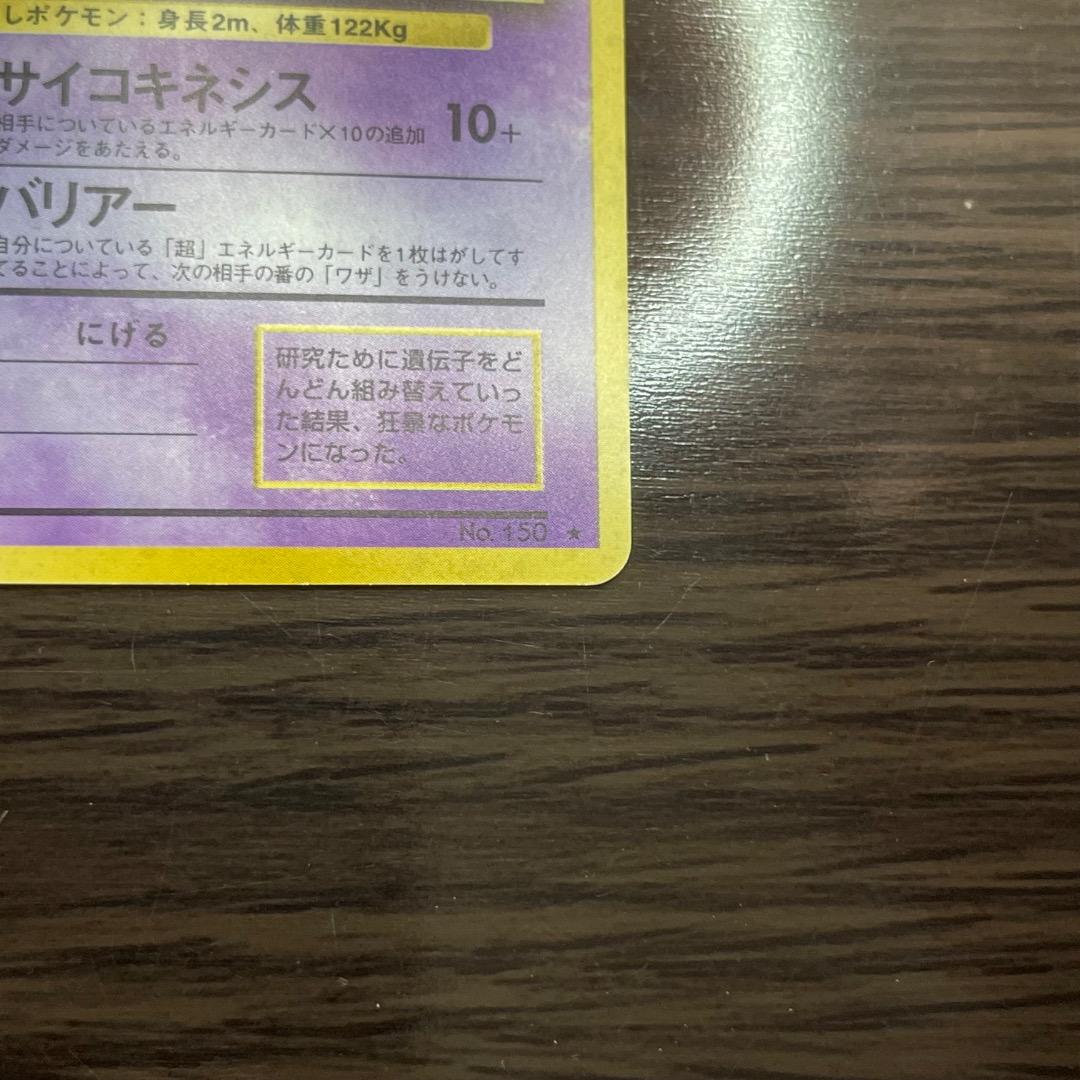 しポケモン：身長2m、体重122Kg
サイコキネシス
相手についているエネルギーカード×10の追加
10+
ダメージをあたえる。
バリアー
自分についている「超」エネルギーカードを1枚はがしてす
てることによって、次の相手の番の「ワザ」をうけない。
にげる
研究ために遺伝子をど
んどん組み替えていっ
た結果、狂暴なポケモ
ンになった。
No. 150 ★